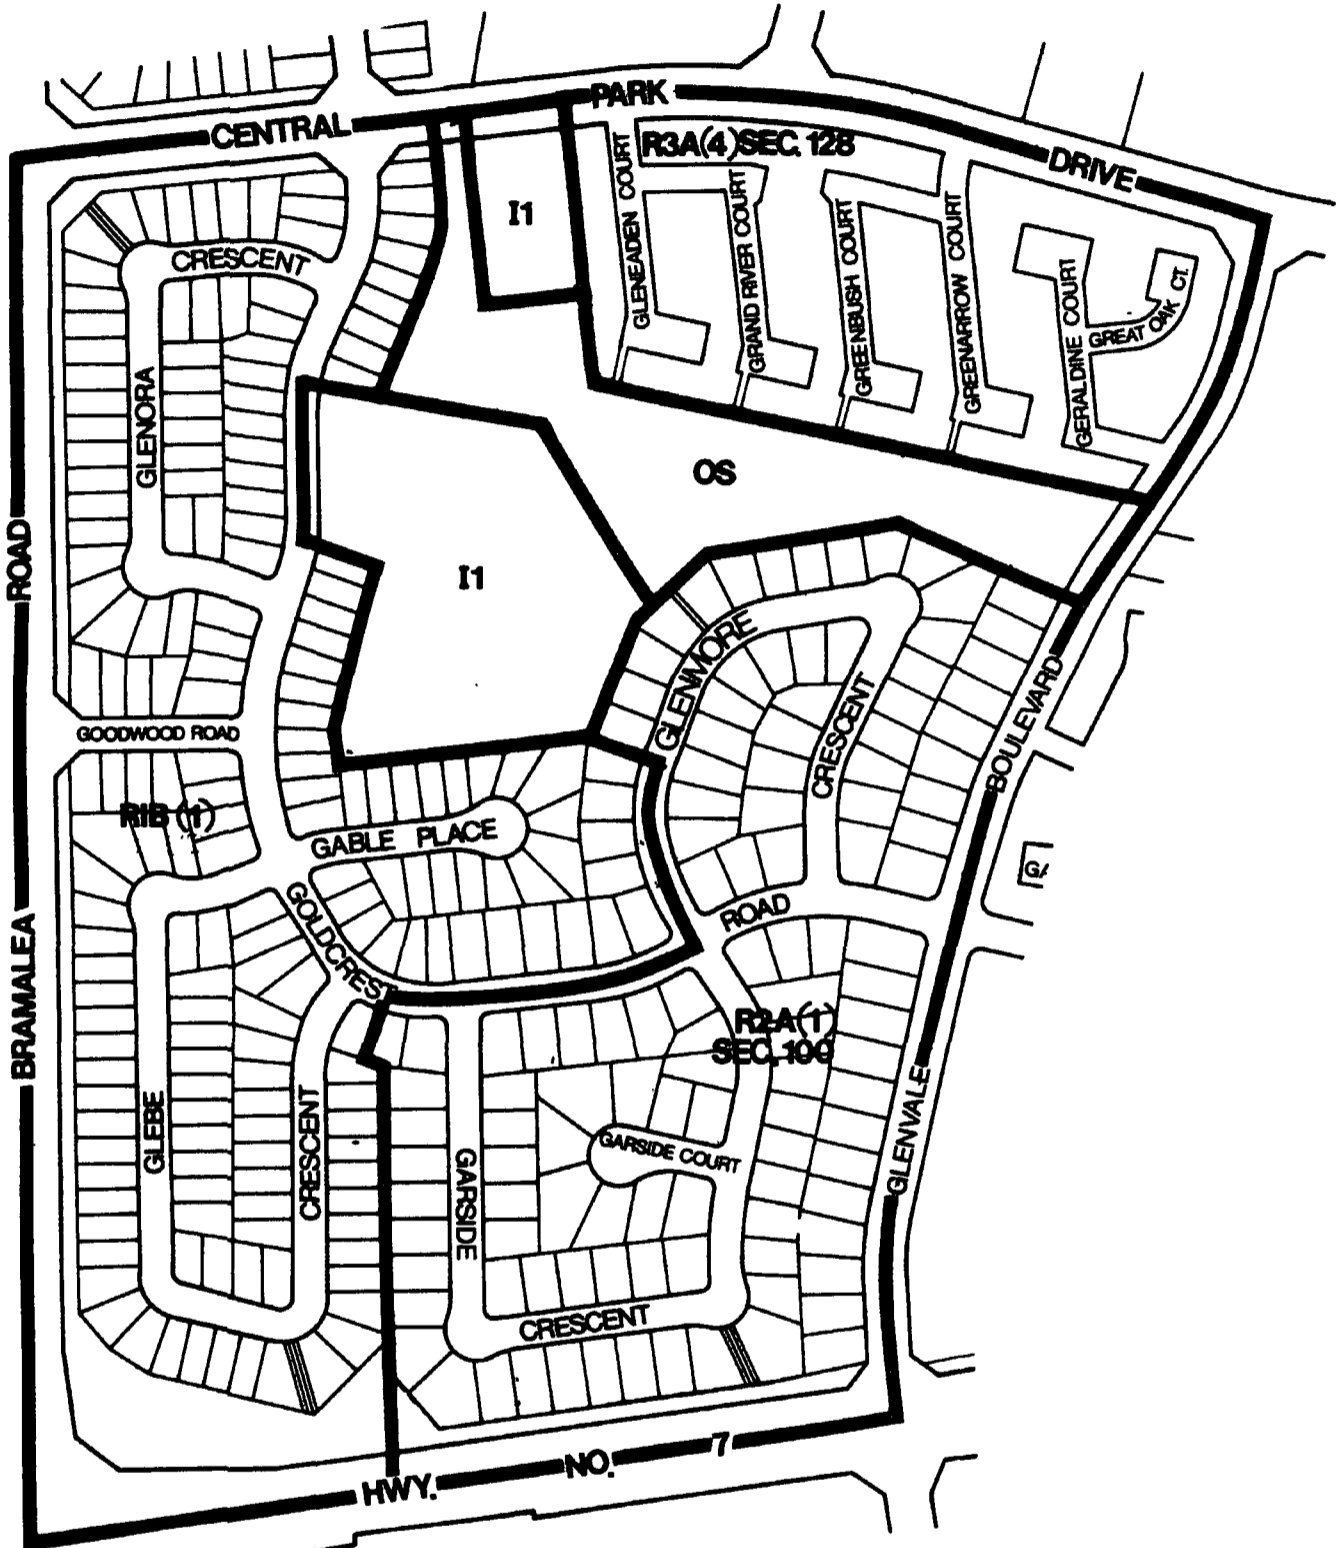 CENTRAL PARK DRIVE
R3A(4)SEC. 128
I1
CRESCENT
GLENEADEN COURT
GRAND RIVER COURT
GREENBUSH COURT
GREENARROW COURT
GERALDINE COURT
GREAT OAK CT.
GLENORA
OS
I1
BRAMALEA ROAD
GLENMORE
CRESCENT
GOODWOOD ROAD
BOULEVARD
R1B (1)
GABLE PLACE
GOLDCREST
ROAD
R2A(1)
SEC. 100
GLEBE
CRESCENT
GARSIDE
GARSIDE COURT
GLENVALE
CRESCENT
HWY. NO. 7